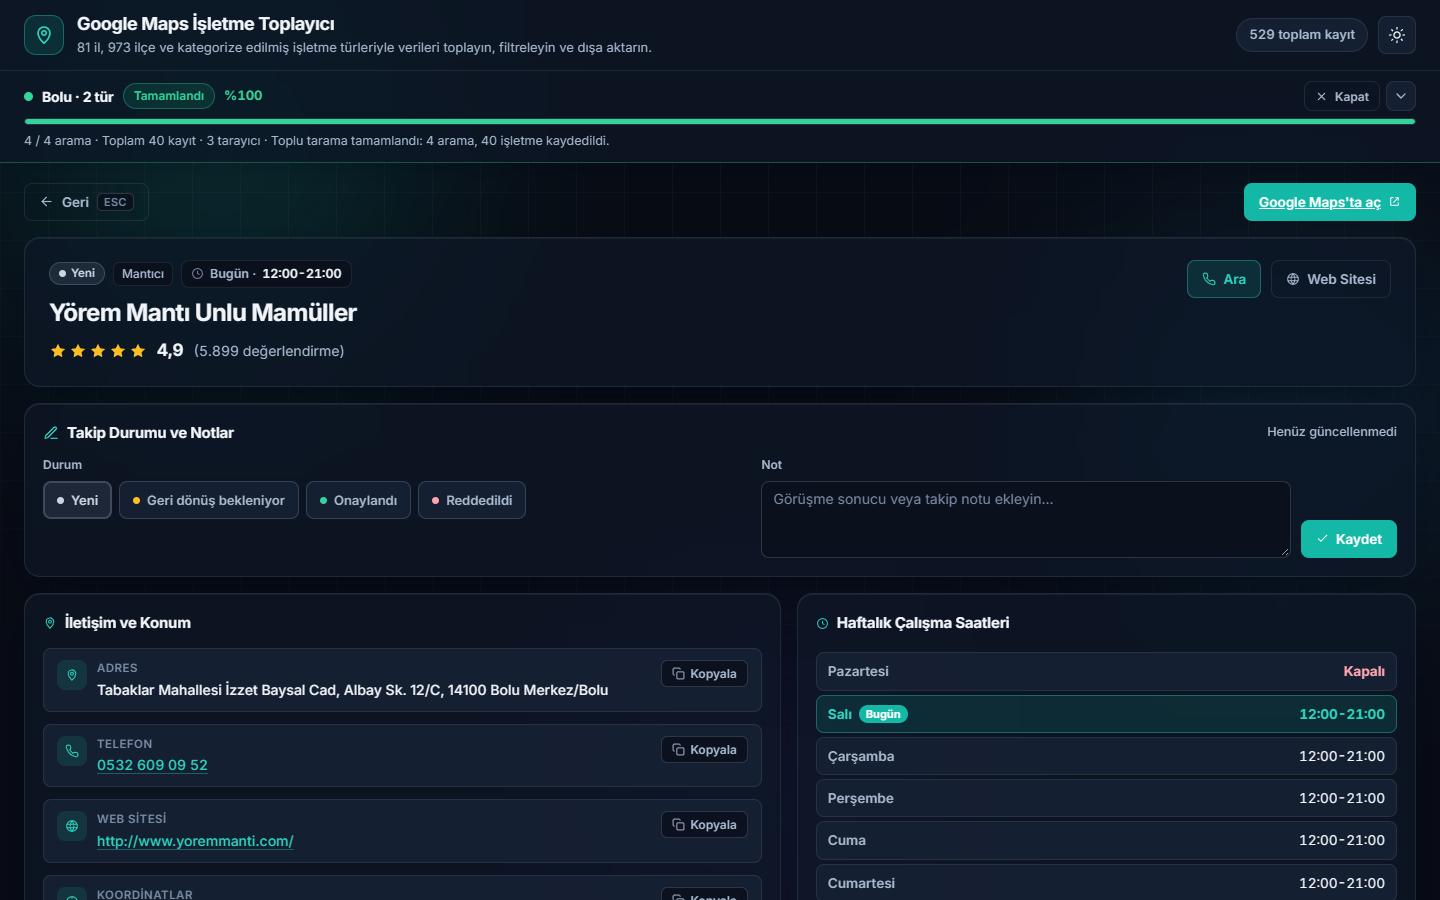 Google Maps İşletme Toplayıcı
81 il, 973 ilçe ve kategorize edilmiş işletme türleriyle verileri toplayın, filtreleyin ve dışa aktarın.
529 toplam kayıt
Bolu · 2 tür Tamamlandı %100
Kapat
4 / 4 arama · Toplam 40 kayıt · 3 tarayıcı · Toplu tarama tamamlandı: 4 arama, 40 işletme kaydedildi.
Geri ESC
Google Maps'ta aç
Yeni Mantıcı Bugün · 12:00-21:00
Ara Web Sitesi
Yörem Mantı Unlu Mamüller
4,9 (5.899 değerlendirme)
Takip Durumu ve Notlar
Henüz güncellenmedi
Durum
Yeni Geri dönüş bekleniyor Onaylandı Reddedildi
Not
Görüşme sonucu veya takip notu ekleyin...
Kaydet
İletişim ve Konum
ADRES
Tabaklar Mahallesi İzzet Baysal Cad, Albay Sk. 12/C, 14100 Bolu Merkez/Bolu
Kopyala
TELEFON
0532 609 09 52
Kopyala
WEB SİTESİ
http://www.yoremmanti.com/
Kopyala
KOORDİNATLAR
Kopyala
Haftalık Çalışma Saatleri
Pazartesi Kapalı
Salı Bugün 12:00-21:00
Çarşamba 12:00-21:00
Perşembe 12:00-21:00
Cuma 12:00-21:00
Cumartesi 12:00-21:00